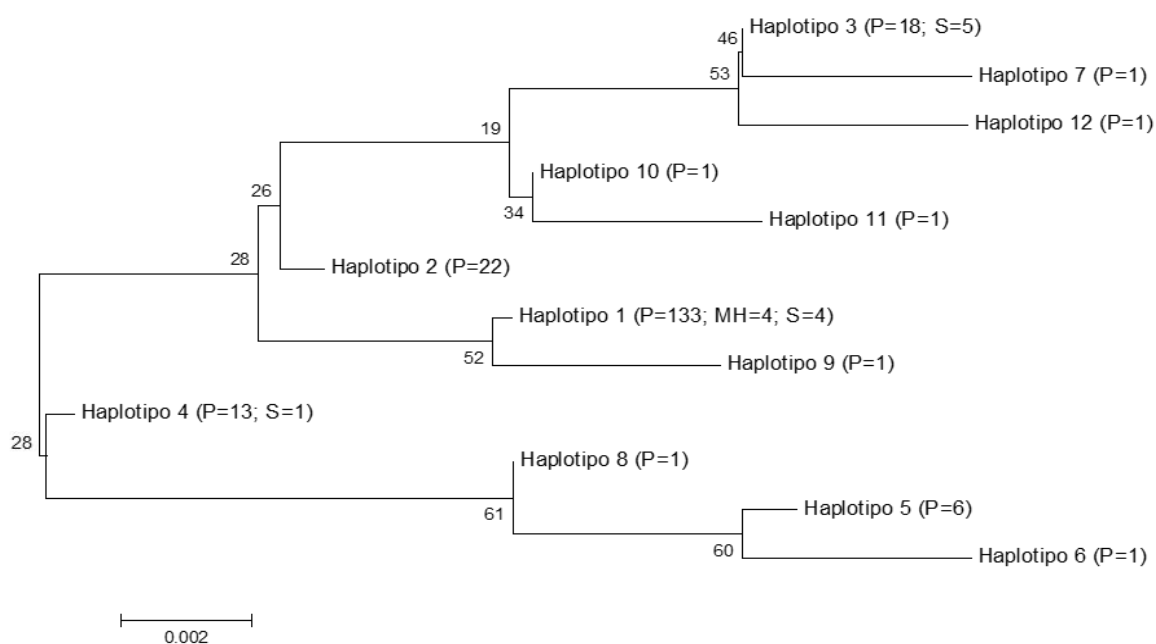 Haplotipo 3 (P=18; S=5)
46
53
Haplotipo 7 (P=1)
Haplotipo 12 (P=1)
19
Haplotipo 10 (P=1)
34
Haplotipo 11 (P=1)
26
28
Haplotipo 2 (P=22)
Haplotipo 1 (P=133; MH=4; S=4)
52
Haplotipo 9 (P=1)
Haplotipo 4 (P=13; S=1)
28
Haplotipo 8 (P=1)
61
Haplotipo 5 (P=6)
60
Haplotipo 6 (P=1)
0.002